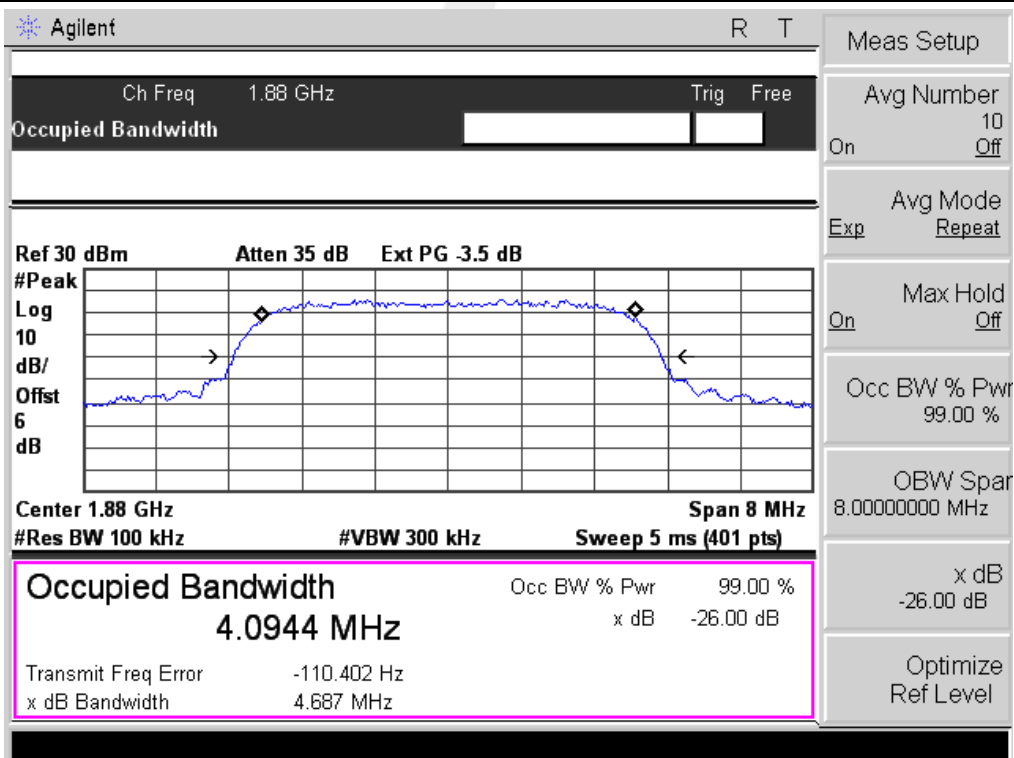 Agilent R T
Ch Freq 1.88 GHz Trig Free
Occupied Bandwidth
Ref 30 dBm Atten 35 dB Ext PG -3.5 dB
#Peak
Log
10
dB/
Offst
6
dB
Center 1.88 GHz Span 8 MHz
#Res BW 100 kHz #VBW 300 kHz Sweep 5 ms (401 pts)
Occupied Bandwidth
4.0944 MHz
Occ BW % Pwr 99.00 %
x dB -26.00 dB
Transmit Freq Error -110.402 Hz
x dB Bandwidth 4.687 MHz
Meas Setup
Avg Number
10
On Off
Avg Mode
Exp Repeat
Max Hold
On Off
Occ BW % Pwr
99.00 %
OBW Spar
8.00000000 MHz
x dB
-26.00 dB
Optimize
Ref Level